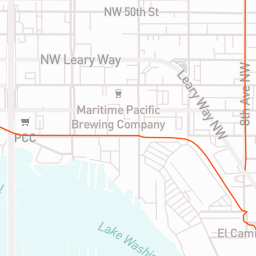 NW 50th St
NW Leary Way
Leary Way NW
8th Ave NW
Maritime Pacific
Brewing Company
PCC
El Cami
Lake Washin